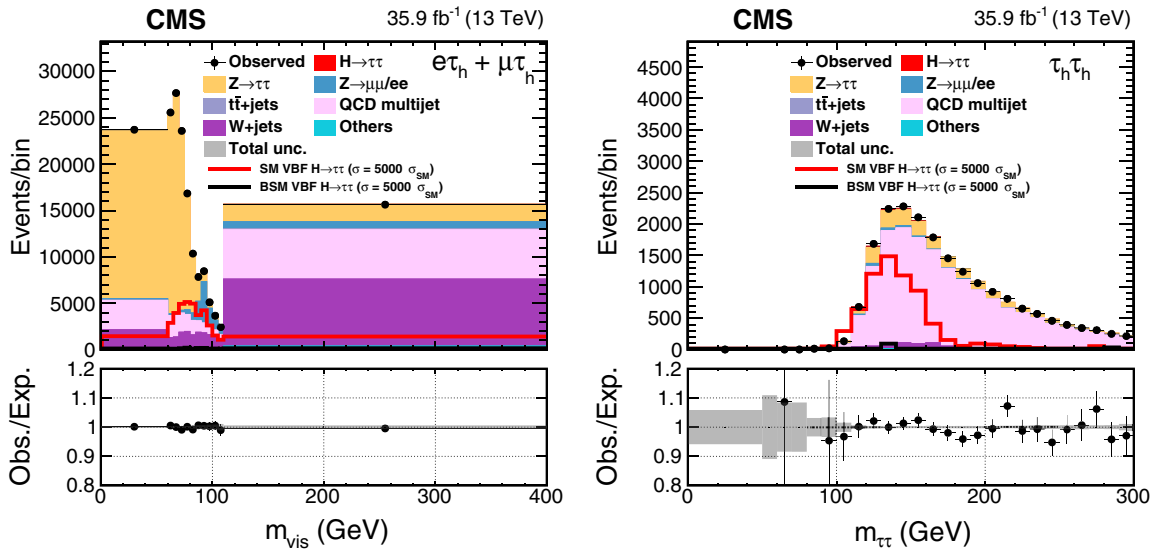 CMS 35.9 fb⁻¹ (13 TeV)
eτh + μτh
Observed H→ττ
Z→ττ Z→μμ/ee
tt̄+jets QCD multijet
W+jets Others
Total unc.
SM VBF H→ττ (σ = 5000 σSM)
BSM VBF H→ττ (σ = 5000 σSM)
Events/bin
30000
25000
20000
15000
10000
5000
0
Obs./Exp.
1.2
1.1
1
0.9
0.8
0 100 200 300 400
mvis (GeV)
CMS 35.9 fb⁻¹ (13 TeV)
τhτh
Observed H→ττ
Z→ττ Z→μμ/ee
tt̄+jets QCD multijet
W+jets Others
Total unc.
SM VBF H→ττ (σ = 5000 σSM)
BSM VBF H→ττ (σ = 5000 σSM)
Events/bin
4500
4000
3500
3000
2500
2000
1500
1000
500
0
Obs./Exp.
1.2
1.1
1
0.9
0.8
0 100 200 300
mττ (GeV)